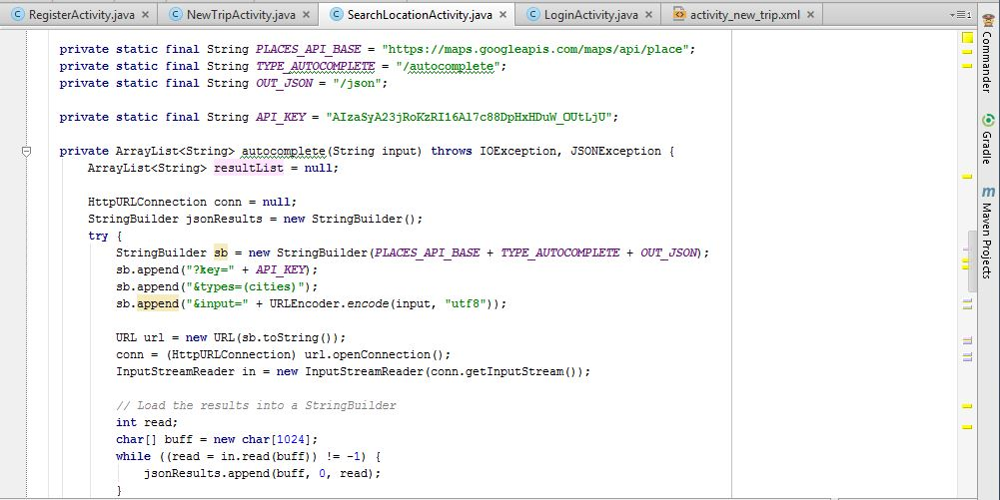 RegisterActivity.java
NewTripActivity.java
SearchLocationActivity.java
LoginActivity.java
activity_new_trip.xml
private static final String PLACES_API_BASE = "https://maps.googleapis.com/maps/api/place";
private static final String TYPE_AUTOCOMPLETE = "/autocomplete";
private static final String OUT_JSON = "/json";
private static final String API_KEY = "AIzaSyA23jRoKzRI16Al7c88DpHxHDuW_OUtLjU";
private ArrayList<String> autocomplete(String input) throws IOException, JSONException {
ArrayList<String> resultList = null;
HttpURLConnection conn = null;
StringBuilder jsonResults = new StringBuilder();
try {
StringBuilder sb = new StringBuilder(PLACES_API_BASE + TYPE_AUTOCOMPLETE + OUT_JSON);
sb.append("?key=" + API_KEY);
sb.append("&types=(cities)");
sb.append("&input=" + URLEncoder.encode(input, "utf8"));
URL url = new URL(sb.toString());
conn = (HttpURLConnection) url.openConnection();
InputStreamReader in = new InputStreamReader(conn.getInputStream());
// Load the results into a StringBuilder
int read;
char[] buff = new char[1024];
while ((read = in.read(buff)) != -1) {
jsonResults.append(buff, 0, read);
}
Commander
Gradle
Maven Projects